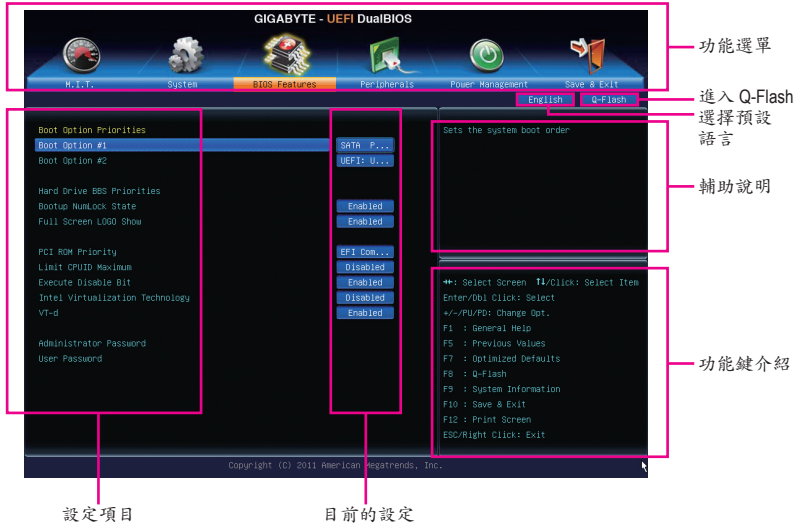 GIGABYTE - UEFI DualBIOS
M.I.T.
System
BIOS Features
Peripherals
Power Management
Save & Exit
功能選單
English
Q-Flash
進入 Q-Flash
選擇預設
語言
Boot Option Priorities
Boot Option #1 SATA P...
Boot Option #2 UEFI: U...
Hard Drive BBS Priorities
Bootup NumLock State Enabled
Full Screen LOGO Show Enabled
PCI ROM Priority EFI Com...
Limit CPUID Maximum Disabled
Execute Disable Bit Enabled
Intel Virtualization Technology Disabled
VT-d Enabled
Administrator Password
User Password
Sets the system boot order
輔助說明
→←: Select Screen ↑↓/Click: Select Item
Enter/Dbl Click: Select
+/-/PU/PD: Change Opt.
F1 : General Help
F5 : Previous Values
F7 : Optimized Defaults
F8 : Q-Flash
F9 : System Information
F10 : Save & Exit
F12 : Print Screen
ESC/Right Click: Exit
功能鍵介紹
Copyright (C) 2011 American Megatrends, Inc.
設定項目
目前的設定